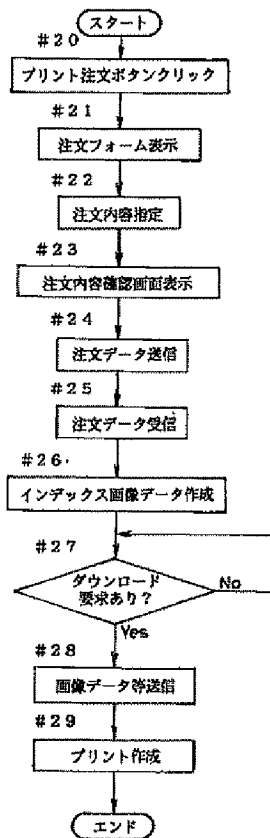 スタート
#20
プリント注文ボタンクリック
#21
注文フォーム表示
#22
注文内容指定
#23
注文内容確認画面表示
#24
注文データ送信
#25
注文データ受信
#26.
インデックス画像データ作成
#27
ダウンロード
要求あり?
No
Yes
#28
画像データ等送信
#29
プリント作成
エンド